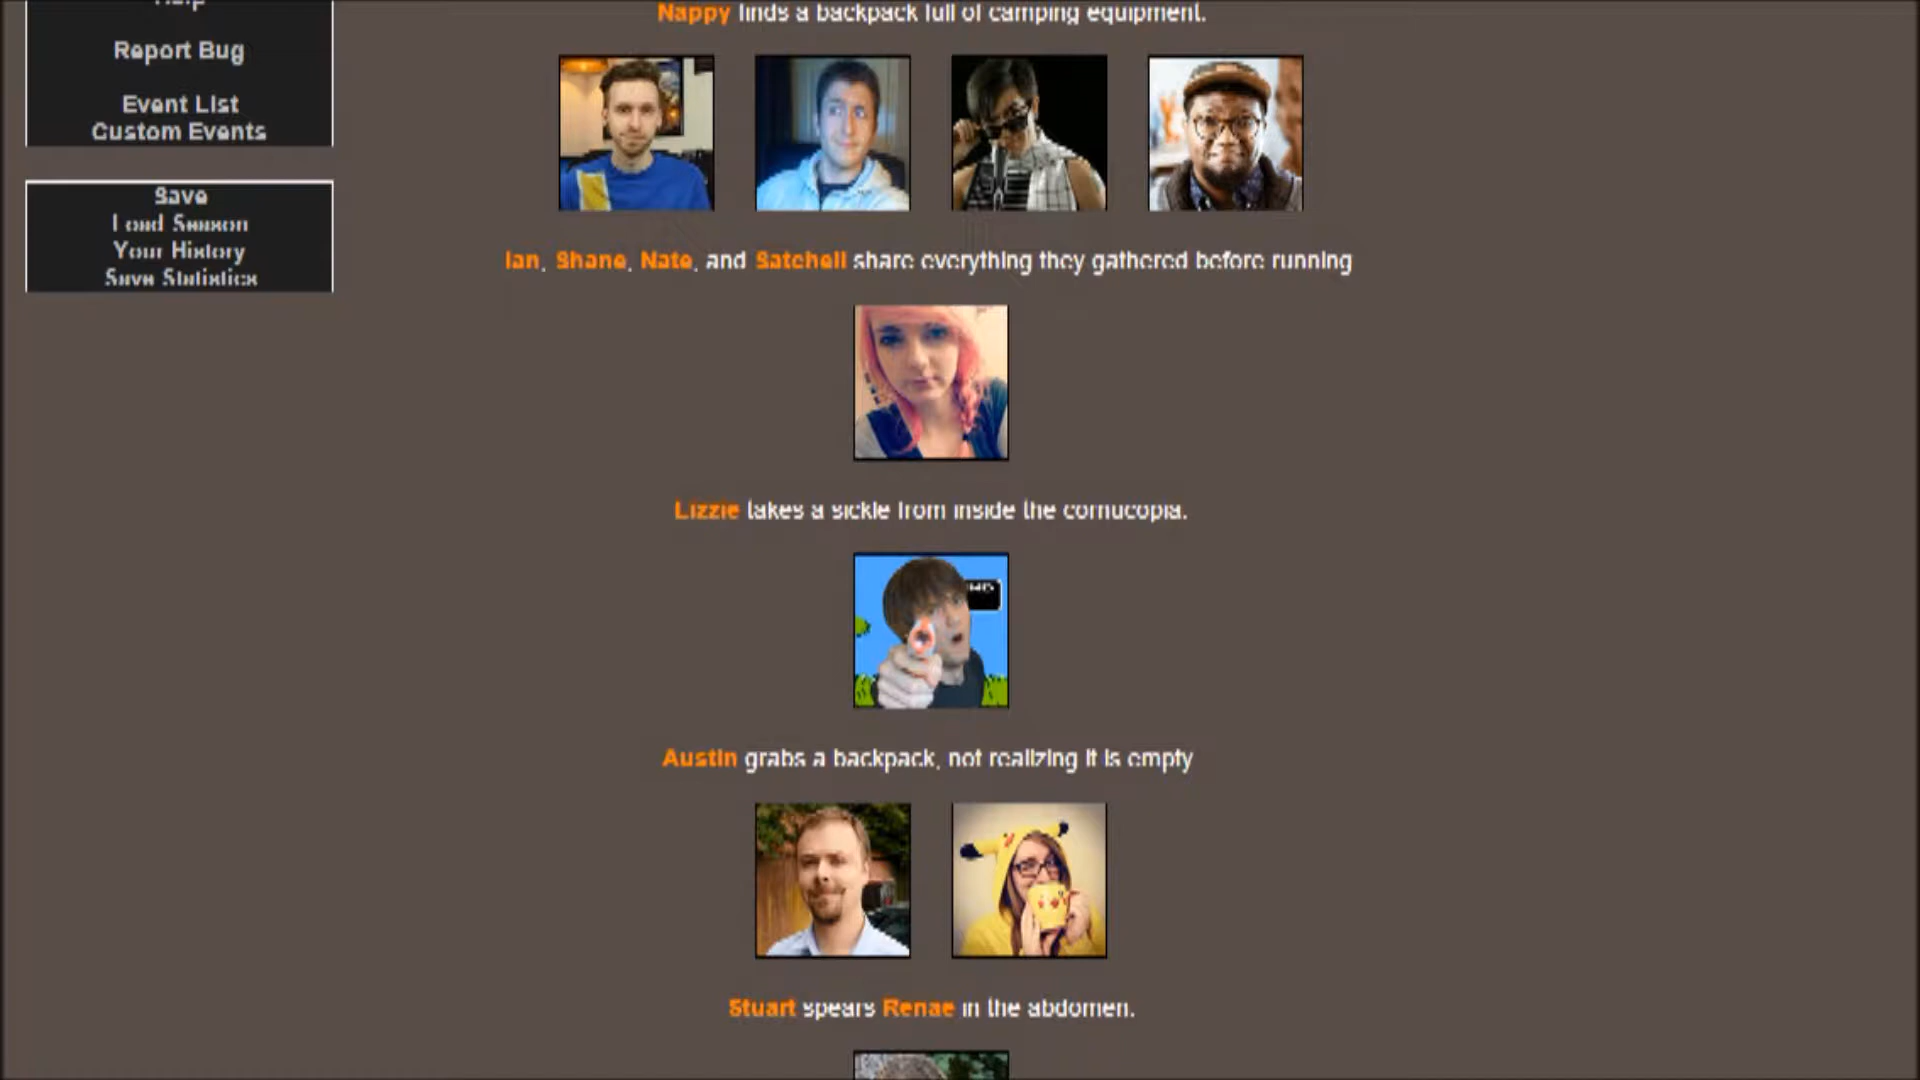 Help
Report Bug
Event List
Custom Events
Save
Load Season
Your History
Save Statistics
Nappy finds a backpack full of camping equipment.
Ian, Shane, Nate, and Satchell share everything they gathered before running
Lizzie takes a sickle from inside the cornucopia.
HD
Austin grabs a backpack, not realizing it is empty
Stuart spears Renae in the abdomen.